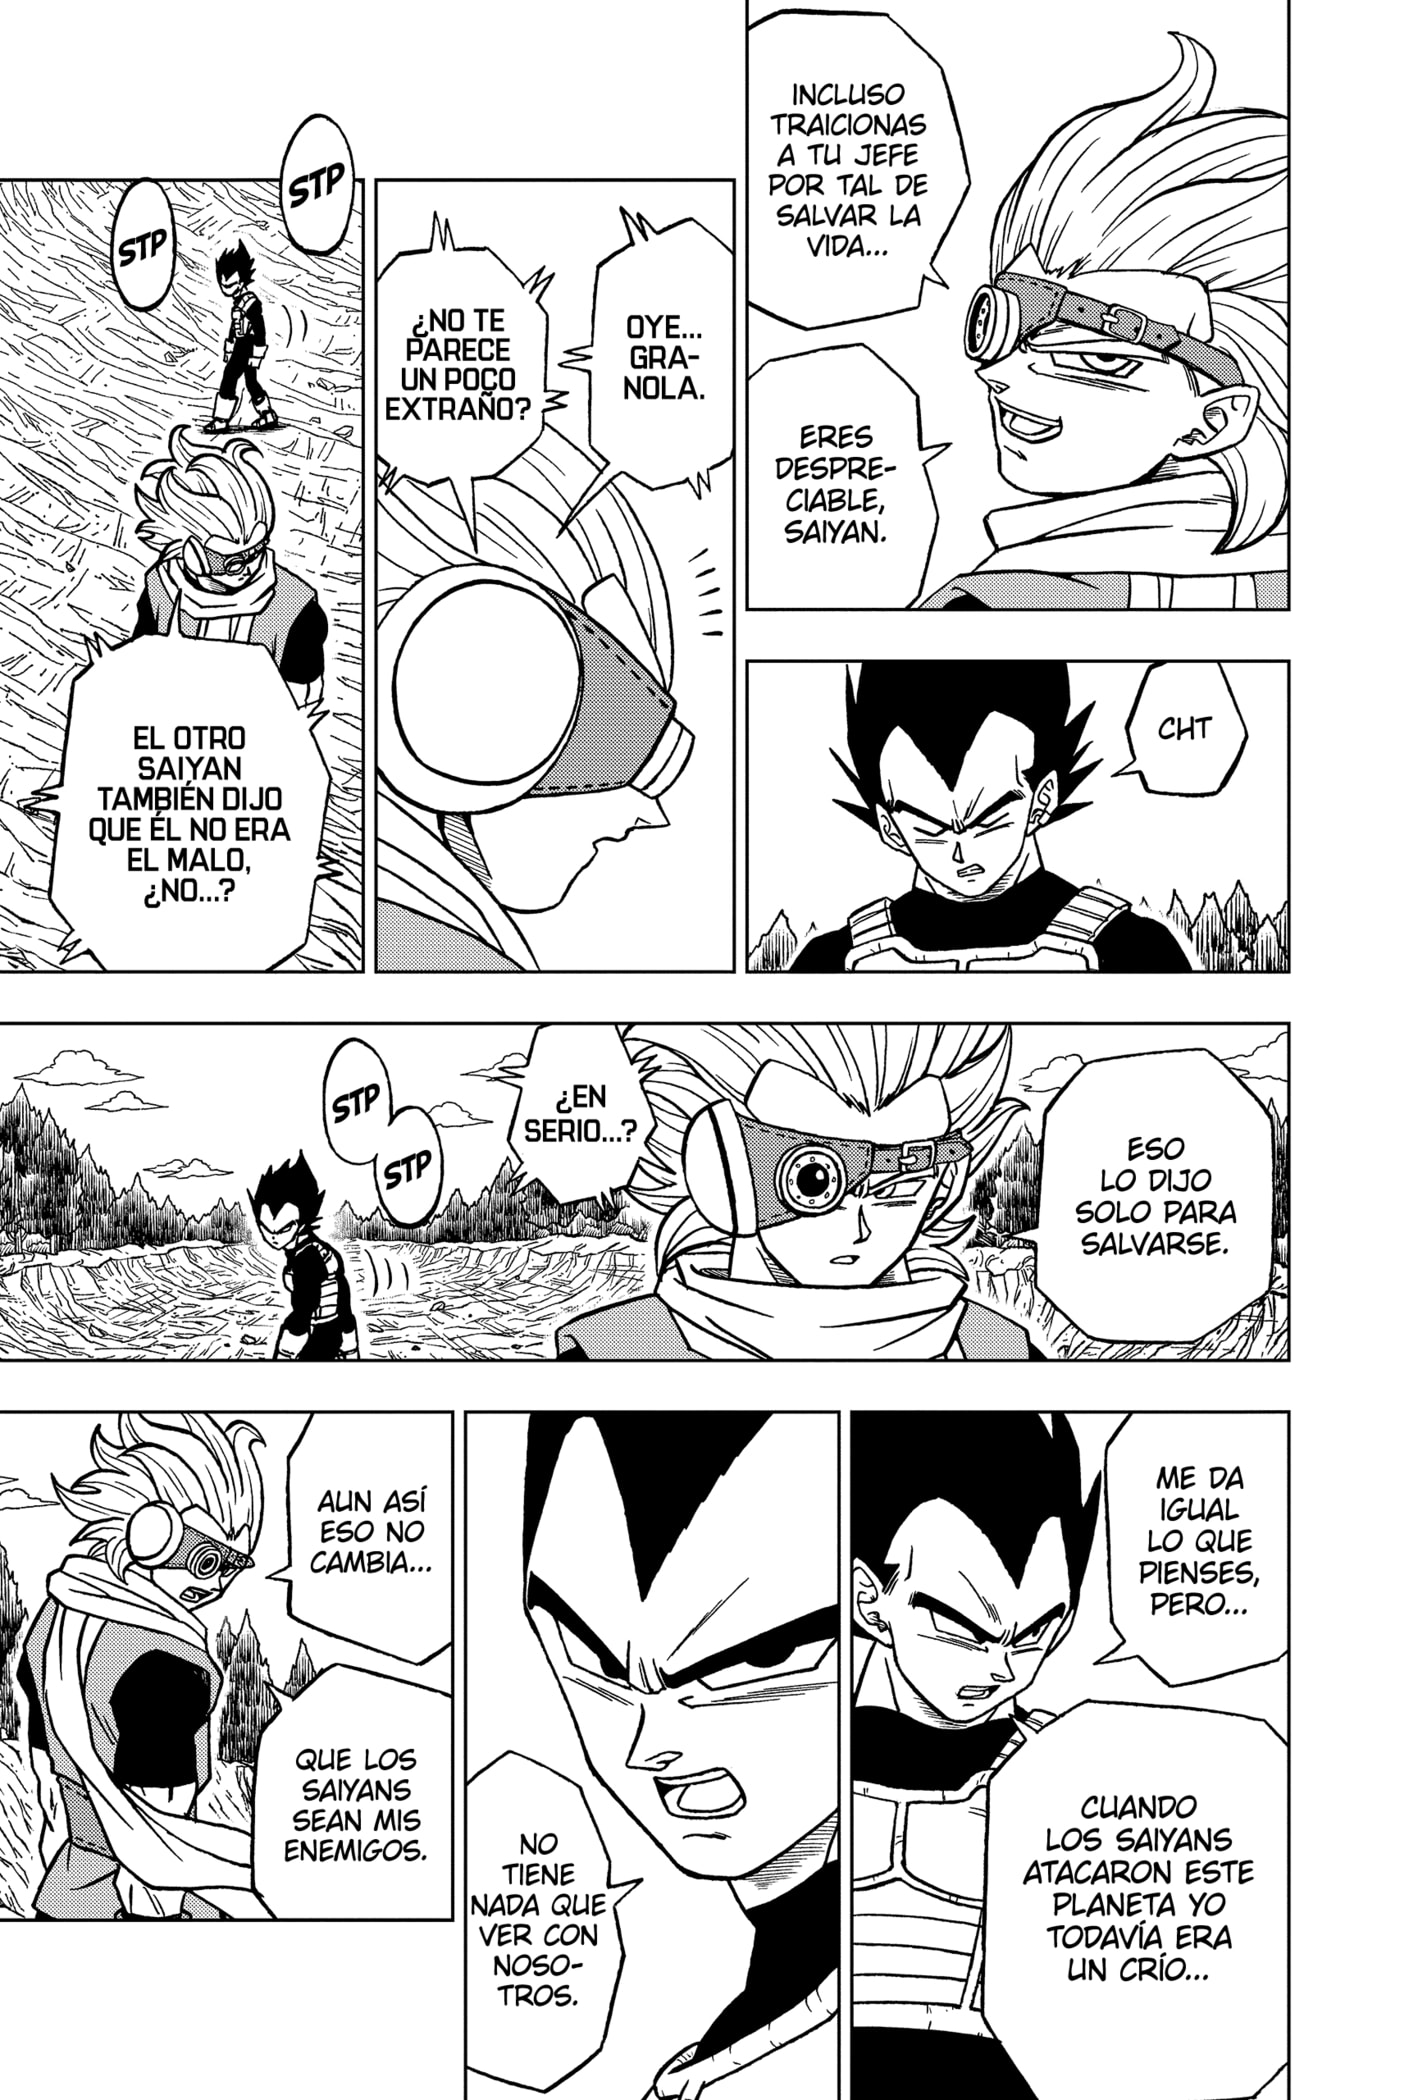 INCLUSO
TRAICIONAS
A TU JEFE
POR TAL DE
SALVAR LA
VIDA...
ERES
DESPRE-
CIABLE,
SAIYAN.
CHT
OYE...
GRA-
NOLA.
¿NO TE
PARECE
UN POCO
EXTRAÑO?
STP
STP
EL OTRO
SAIYAN
TAMBIÉN DIJO
QUE ÉL NO ERA
EL MALO,
¿NO...?
ESO
LO DIJO
SOLO PARA
SALVARSE.
¿EN
SERIO...?
STP
STP
ME DA
IGUAL
LO QUE
PIENSES,
PERO...
CUANDO
LOS SAIYANS
ATACARON ESTE
PLANETA YO
TODAVÍA ERA
UN CRÍO...
NO
TIENE
NADA QUE
VER CON
NOSO-
TROS.
AUN ASÍ
ESO NO
CAMBIA...
QUE LOS
SAIYANS
SEAN MIS
ENEMIGOS.